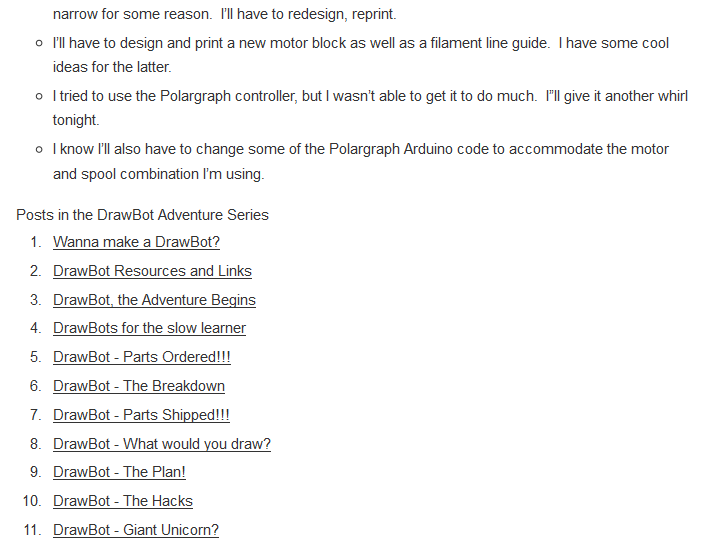 narrow for some reason.  I'll have to redesign, reprint.
I'll have to design and print a new motor block as well as a filament line guide.  I have some cool
ideas for the latter.
I tried to use the Polargraph controller, but I wasn't able to get it to do much.  I"ll give it another whirl
tonight.
I know I'll also have to change some of the Polargraph Arduino code to accommodate the motor
and spool combination I'm using.
Posts in the DrawBot Adventure Series
1. Wanna make a DrawBot?
2. DrawBot Resources and Links
3. DrawBot, the Adventure Begins
4. DrawBots for the slow learner
5. DrawBot - Parts Ordered!!!
6. DrawBot - The Breakdown
7. DrawBot - Parts Shipped!!!
8. DrawBot - What would you draw?
9. DrawBot - The Plan!
10. DrawBot - The Hacks
11. DrawBot - Giant Unicorn?